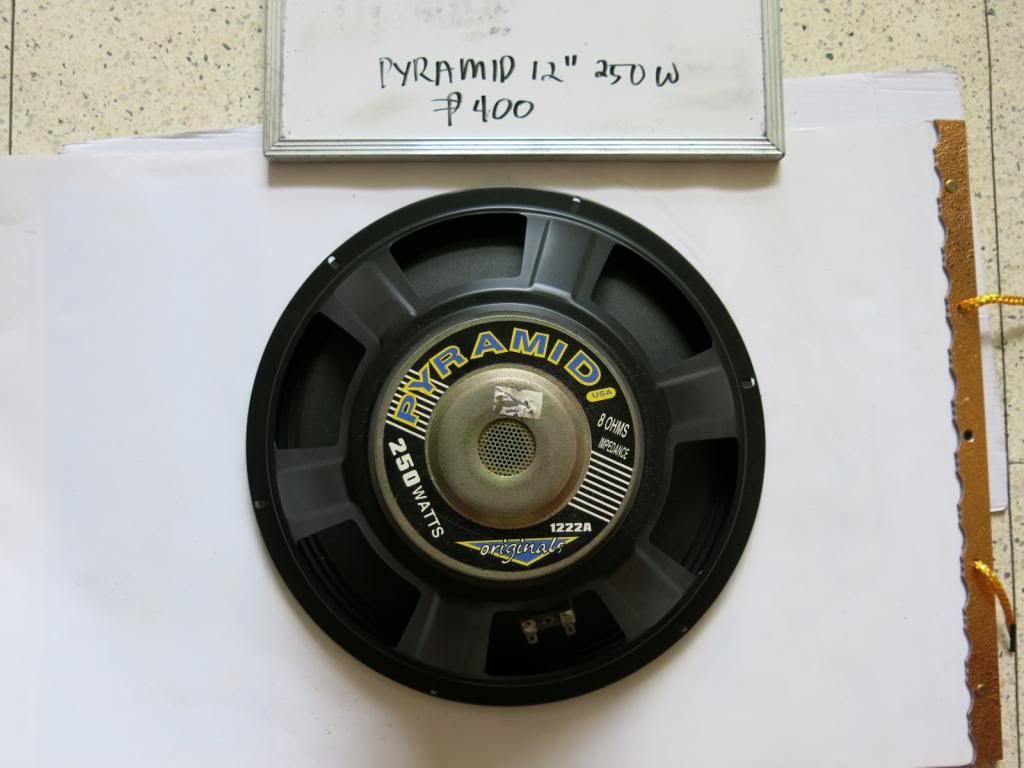 PYRAMID 12" 250 W
₱400
PYRAMID
USA
8 OHMS
IMPEDANCE
250 WATTS
1222A
originals